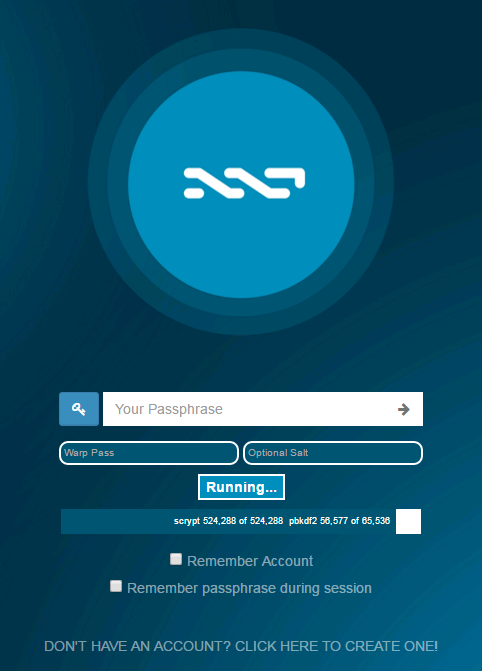 Your Passphrase
Warp Pass Optional Salt
Running...
scrypt 524,288 of 524,288 pbkdf2 56,577 of 65,536
Remember Account
Remember passphrase during session
DON'T HAVE AN ACCOUNT? CLICK HERE TO CREATE ONE!